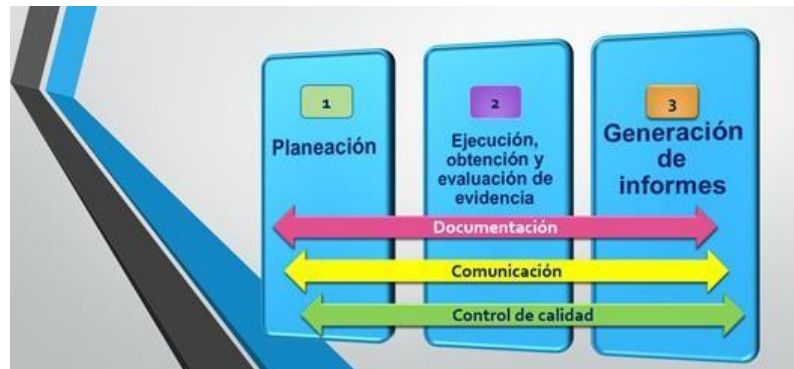 1
Planeación
2
Ejecución,
obtención y
evaluación de
evidencia
3
Generación
de
informes
Documentación
Comunicación
Control de calidad